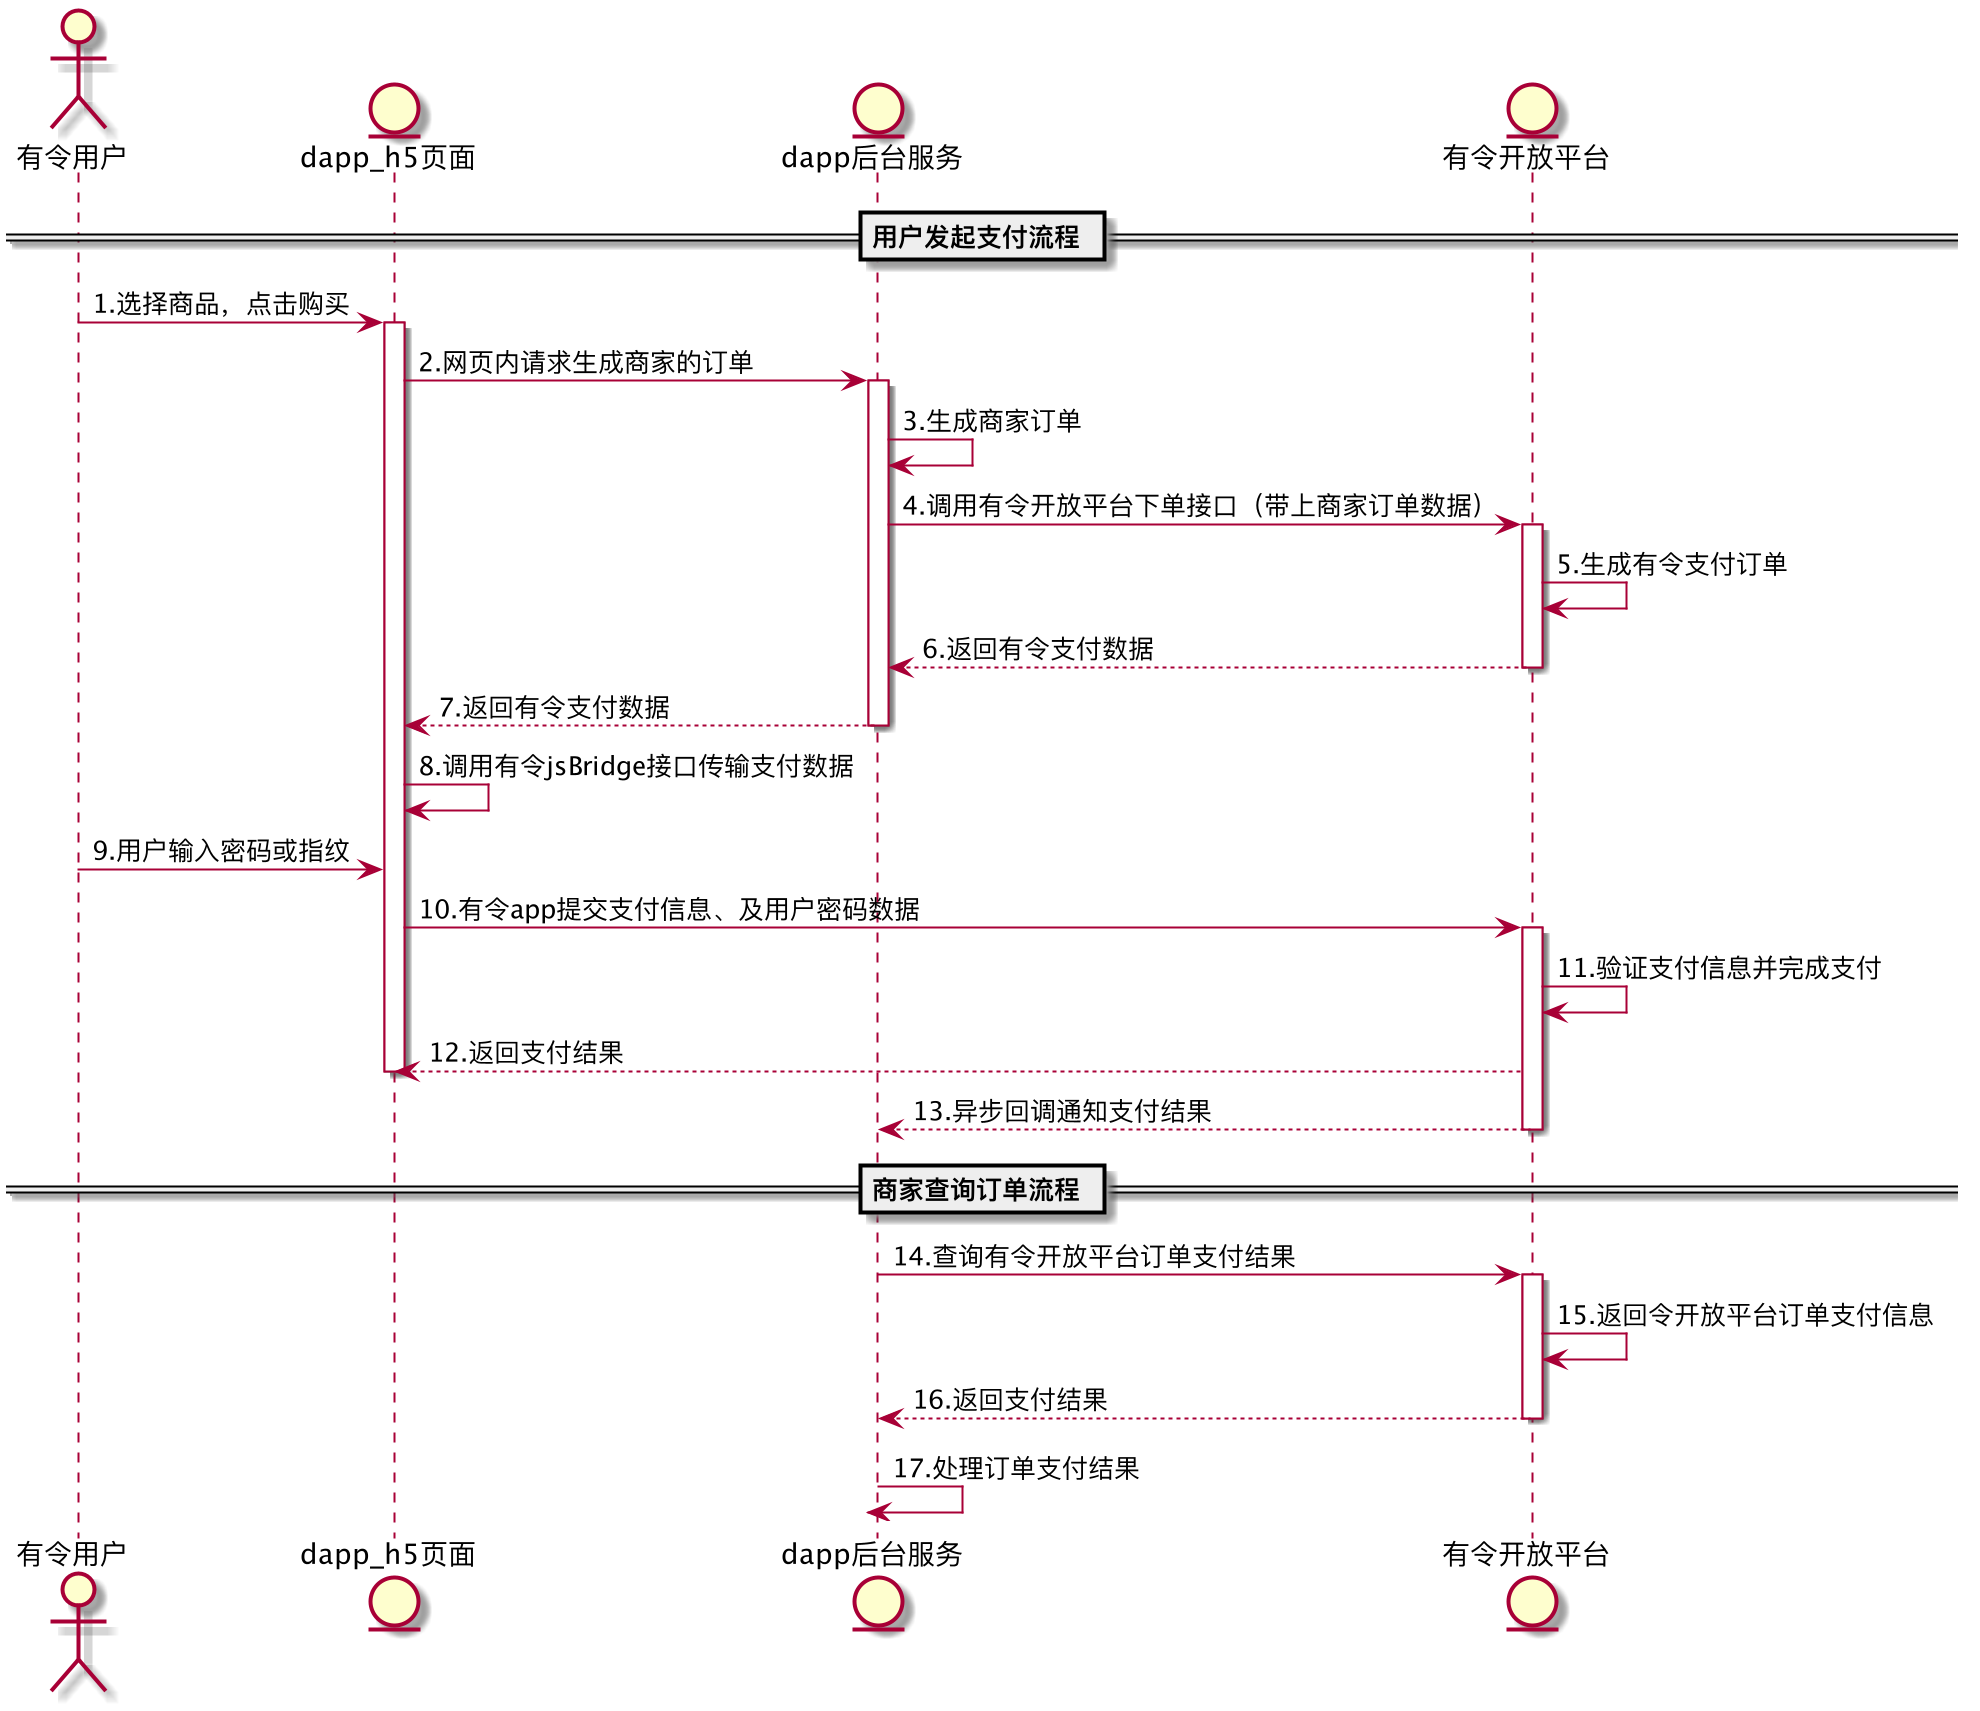 有令用户
dapp_h5页面
dapp后台服务
有令开放平台
用户发起支付流程
1.选择商品，点击购买
2.网页内请求生成商家的订单
3.生成商家订单
4.调用有令开放平台下单接口（带上商家订单数据）
5.生成有令支付订单
6.返回有令支付数据
7.返回有令支付数据
8.调用有令jsBridge接口传输支付数据
9.用户输入密码或指纹
10.有令app提交支付信息、及用户密码数据
11.验证支付信息并完成支付
12.返回支付结果
13.异步回调通知支付结果
商家查询订单流程
14.查询有令开放平台订单支付结果
15.返回令开放平台订单支付信息
16.返回支付结果
17.处理订单支付结果
有令用户
dapp_h5页面
dapp后台服务
有令开放平台